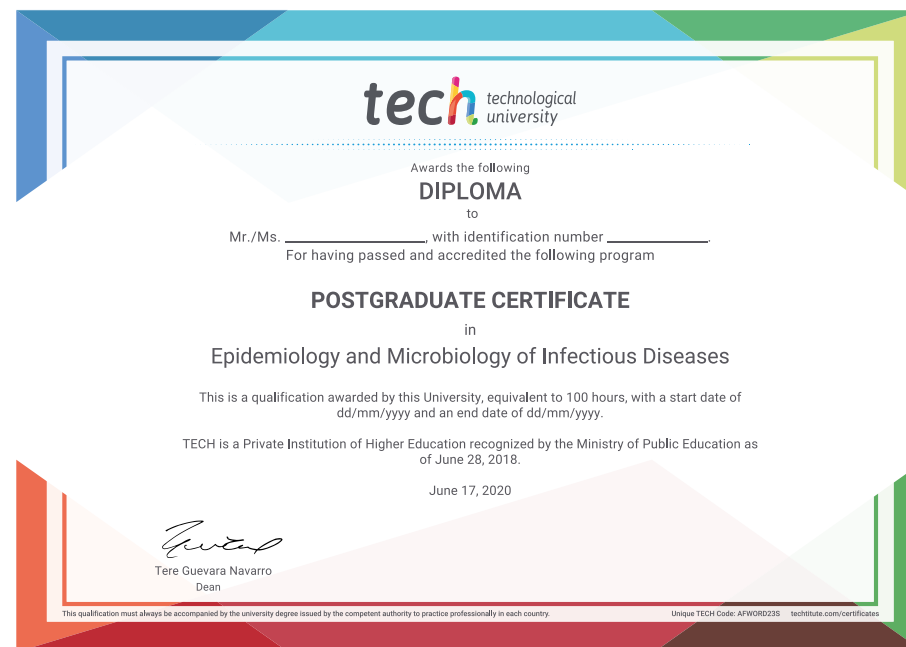 tech technological
university
Awards the following
DIPLOMA
to
Mr./Ms. ____________________, with identification number ______________.
For having passed and accredited the following program
POSTGRADUATE CERTIFICATE
in
Epidemiology and Microbiology of Infectious Diseases
This is a qualification awarded by this University, equivalent to 100 hours, with a start date of
dd/mm/yyyy and an end date of dd/mm/yyyy.
TECH is a Private Institution of Higher Education recognized by the Ministry of Public Education as
of June 28, 2018.
June 17, 2020
Tere Guevara Navarro
Dean
This qualification must always be accompanied by the university degree issued by the competent authority to practice professionally in each country.
Unique TECH Code: AFWORD23S techtitute.com/certificates